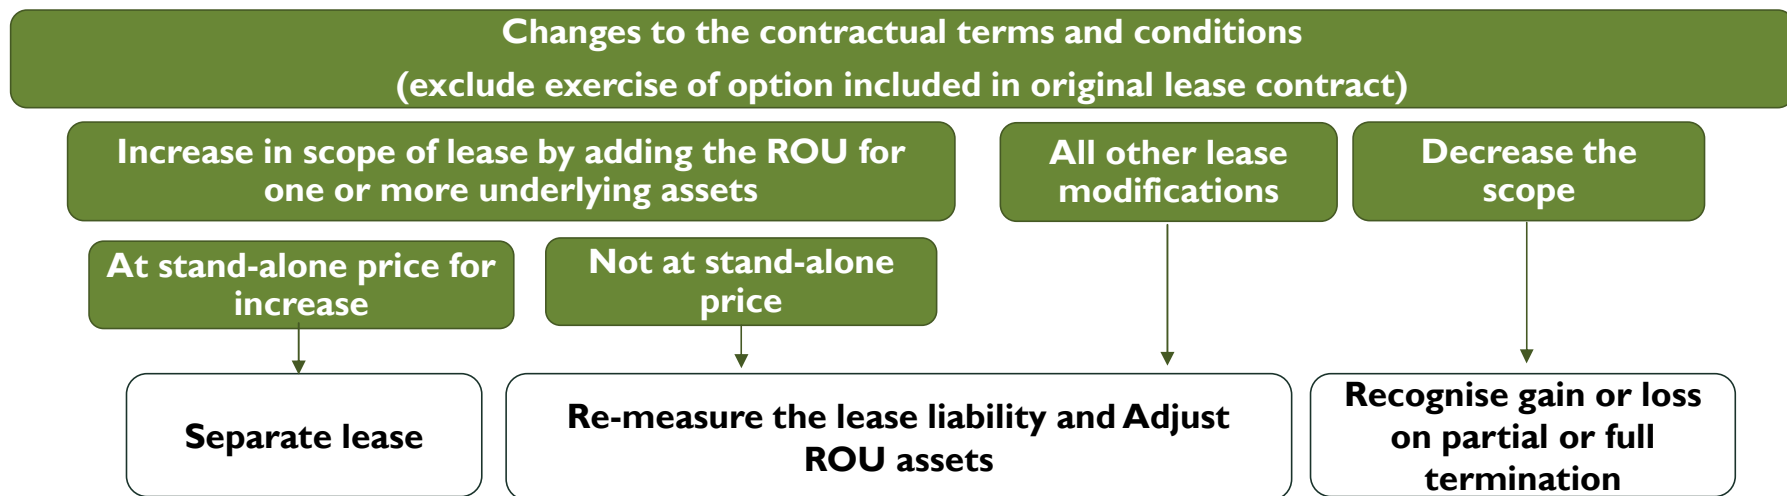 Changes to the contractual terms and conditions
(exclude exercise of option included in original lease contract)
Increase in scope of lease by adding the ROU for
one or more underlying assets
All other lease
modifications
Decrease the
scope
At stand-alone price for
increase
Not at stand-alone
price
Separate lease
Re-measure the lease liability and Adjust
ROU assets
Recognise gain or loss
on partial or full
termination